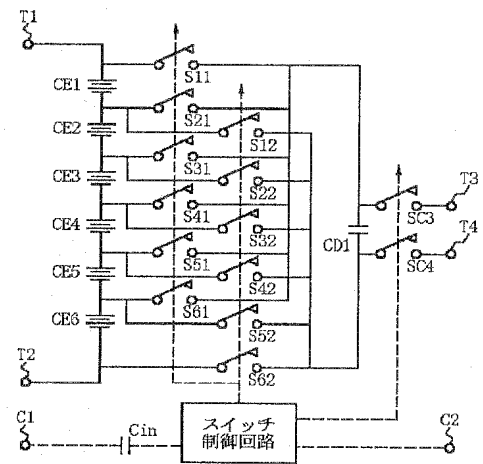 T1
S11
CE1
S21
CE2
S12
S31
CE3
S22
T3
S41
SC3
CE4
S32
T4
CD1
S51
SC4
CE5
S42
S61
CE6
S52
T2
S62
C1
Cin
スイッチ
制御回路
C2